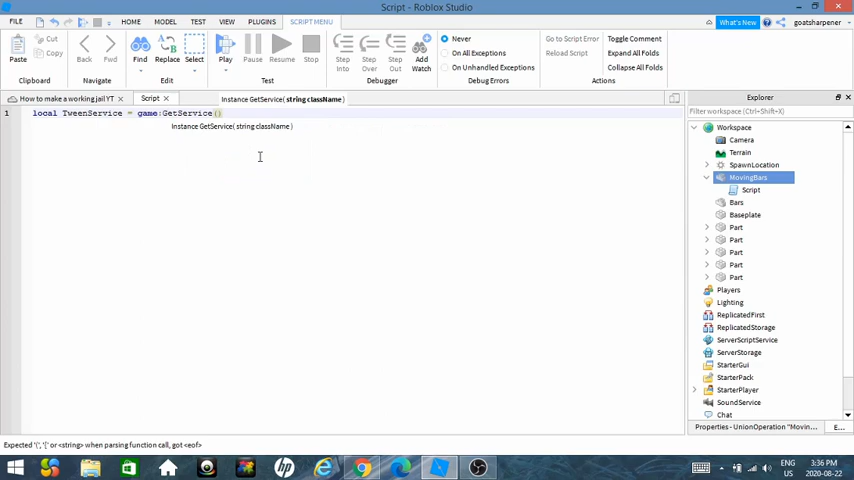 Script - Roblox Studio
FILE HOME MODEL TEST VIEW PLUGINS SCRIPT MENU What's New goatsharpener
Paste Cut Copy
Back Fwd
Find Replace Select
Play Pause Resume Stop
Step Into Step Over Step Out Add Watch
Never
On All Exceptions
On Unhandled Exceptions
Go to Script Error
Reload Script
Toggle Comment
Expand All Folds
Collapse All Folds
Clipboard Navigate Edit Test Debugger Debug Errors Actions
How to make a working jail YT × Script × Instance GetService( string className )
1 local TweenService = game:GetService()
Instance GetService( string className )
Explorer
Filter workspace (Ctrl+Shift+X)
Workspace
Camera
Terrain
SpawnLocation
MovingBars
Script
Bars
Baseplate
Part
Part
Part
Part
Part
Players
Lighting
ReplicatedFirst
ReplicatedStorage
ServerScriptService
ServerStorage
StarterGui
StarterPack
StarterPlayer
SoundService
Chat
Properties - UnionOperation "Movin... E...
Expected '(', '{' or <string> when parsing function call, got <eof>
hp
ENG
US
3:36 PM
2020-08-22